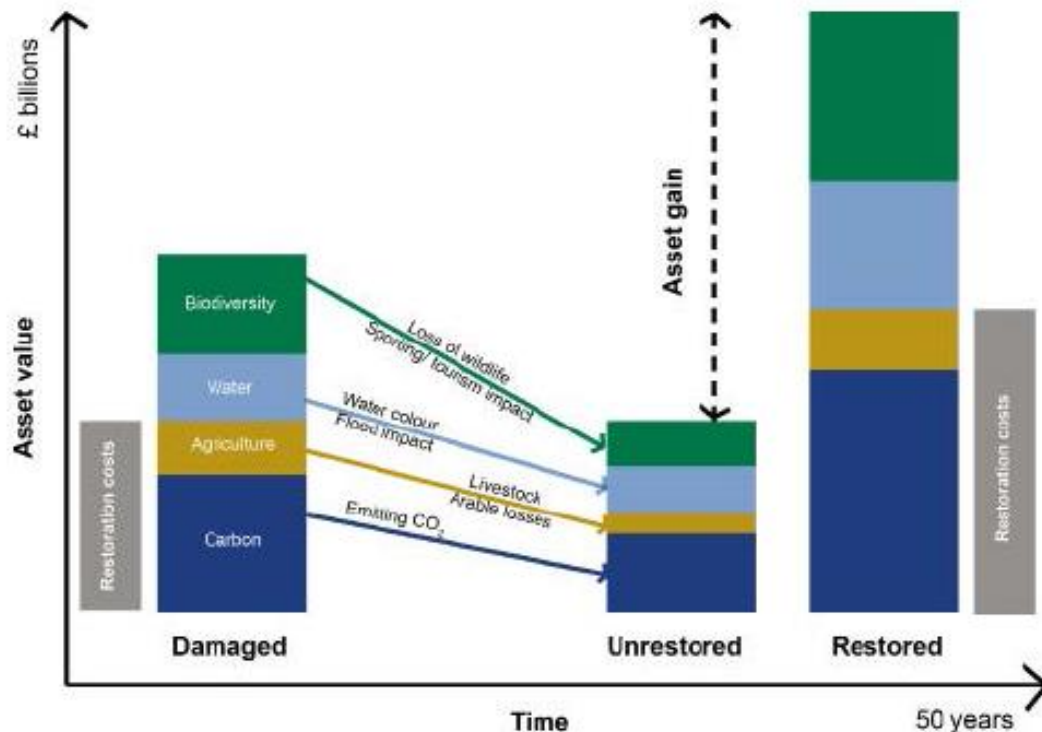 £ billions
Asset value
Restoration costs
Biodiversity
Water
Agriculture
Carbon
Loss of wildlife
Sporting/ tourism impact
Water colour
Flood impact
Livestock
Arable losses
Emitting CO₂
Asset gain
Restoration costs
Damaged
Unrestored
Restored
Time
50 years